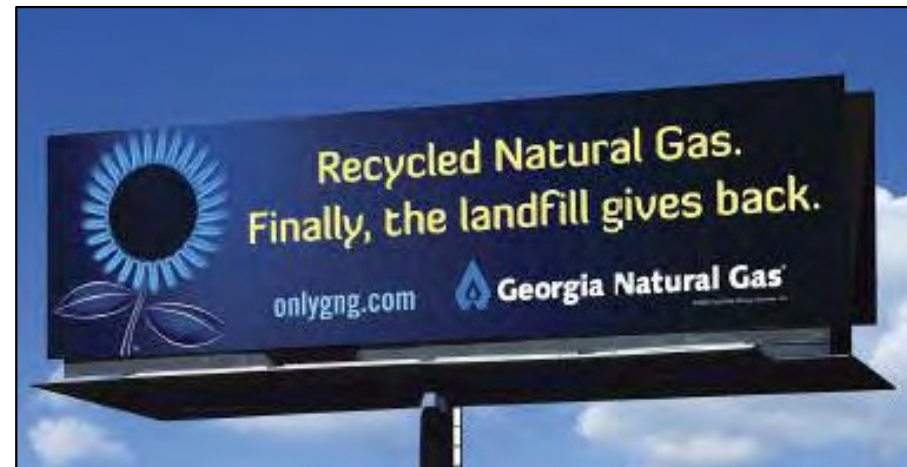 Recycled Natural Gas.
Finally, the landfill gives back.
onlygng.com
Georgia Natural Gas®